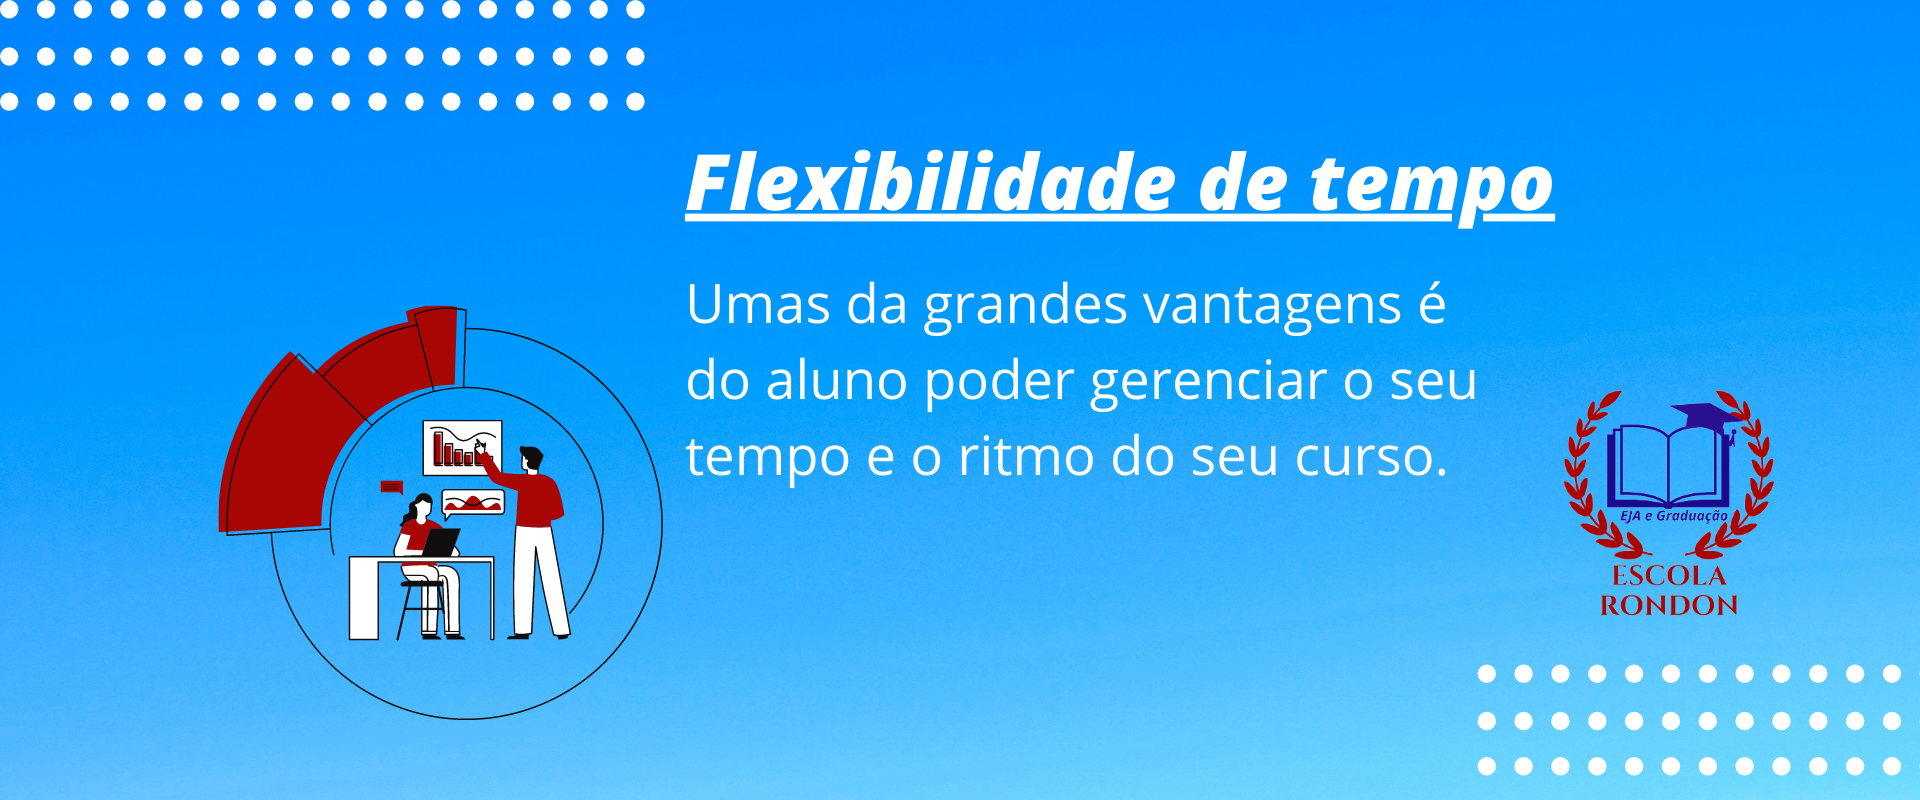 Flexibilidade de tempo
Umas da grandes vantagens é
do aluno poder gerenciar o seu
tempo e o ritmo do seu curso.
EJA e Graduação
ESCOLA
RONDON